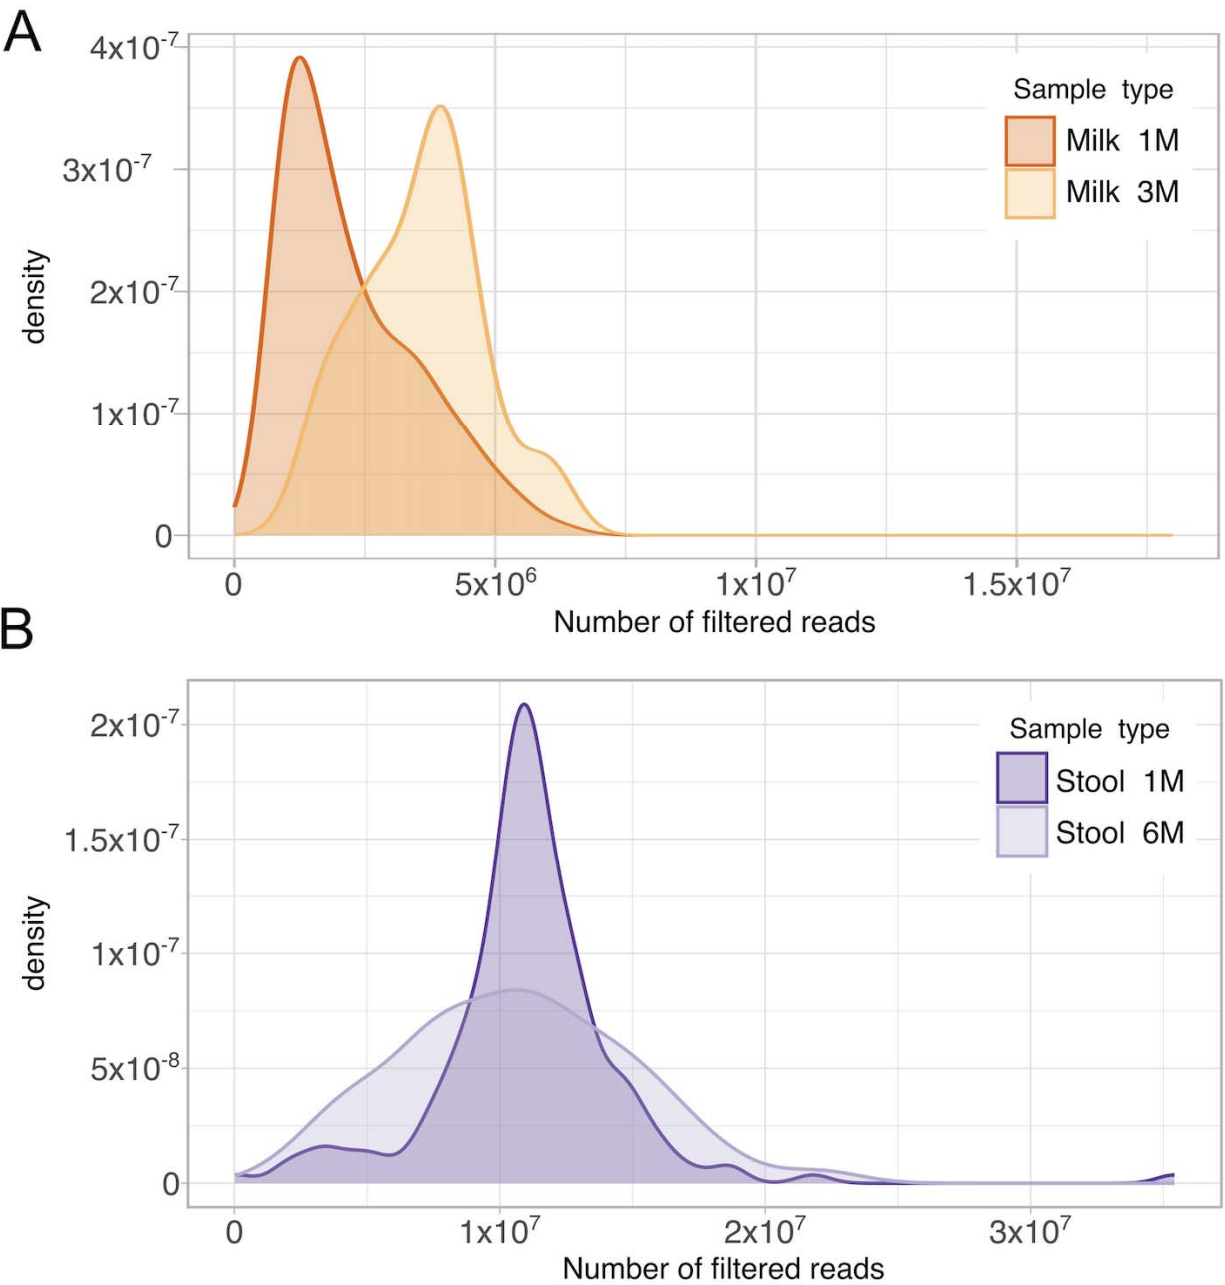 A
4x10⁻⁷
3x10⁻⁷
2x10⁻⁷
1x10⁻⁷
0
density
Sample type
Milk 1M
Milk 3M
0 5x10⁶ 1x10⁷ 1.5x10⁷
Number of filtered reads
B
2x10⁻⁷
1.5x10⁻⁷
1x10⁻⁷
5x10⁻⁸
0
density
Sample type
Stool 1M
Stool 6M
0 1x10⁷ 2x10⁷ 3x10⁷
Number of filtered reads